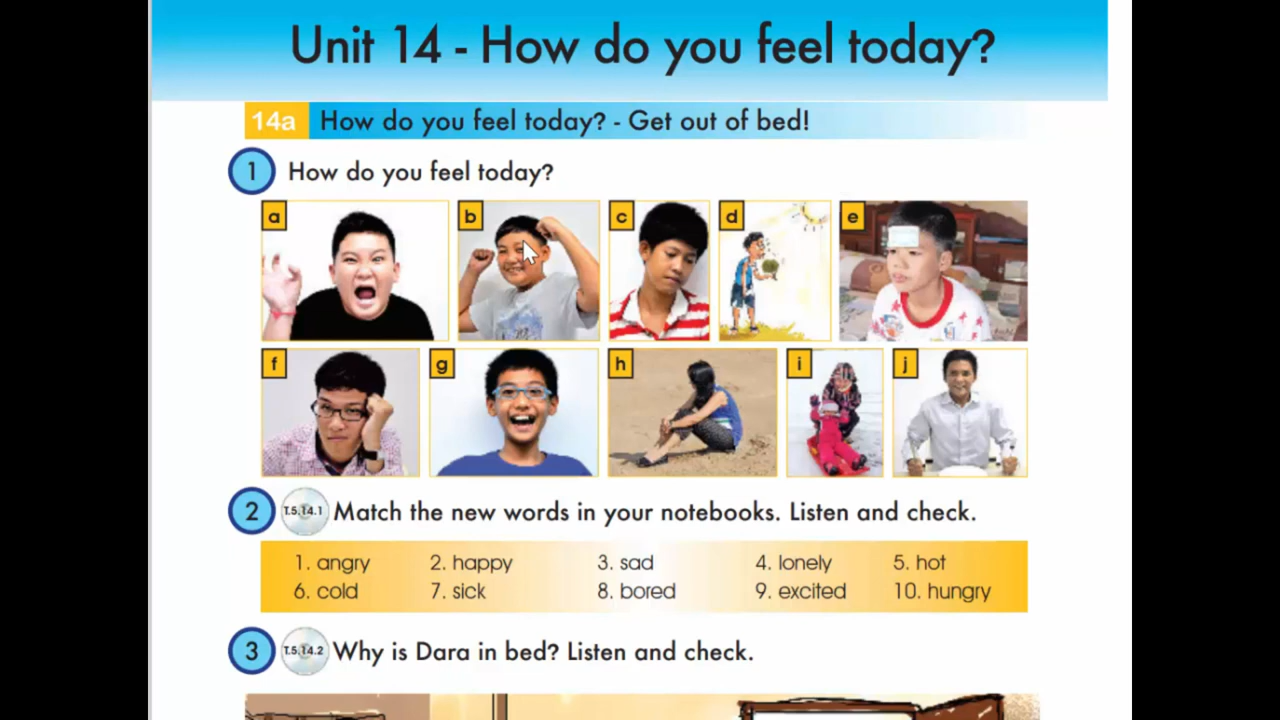 Unit 14 - How do you feel today?
14a How do you feel today? - Get out of bed!
1 How do you feel today?
a b c d e
f g h i j
2 T.5.14.1 Match the new words in your notebooks. Listen and check.
1. angry 2. happy 3. sad 4. lonely 5. hot
6. cold 7. sick 8. bored 9. excited 10. hungry
3 T.5.14.2 Why is Dara in bed? Listen and check.